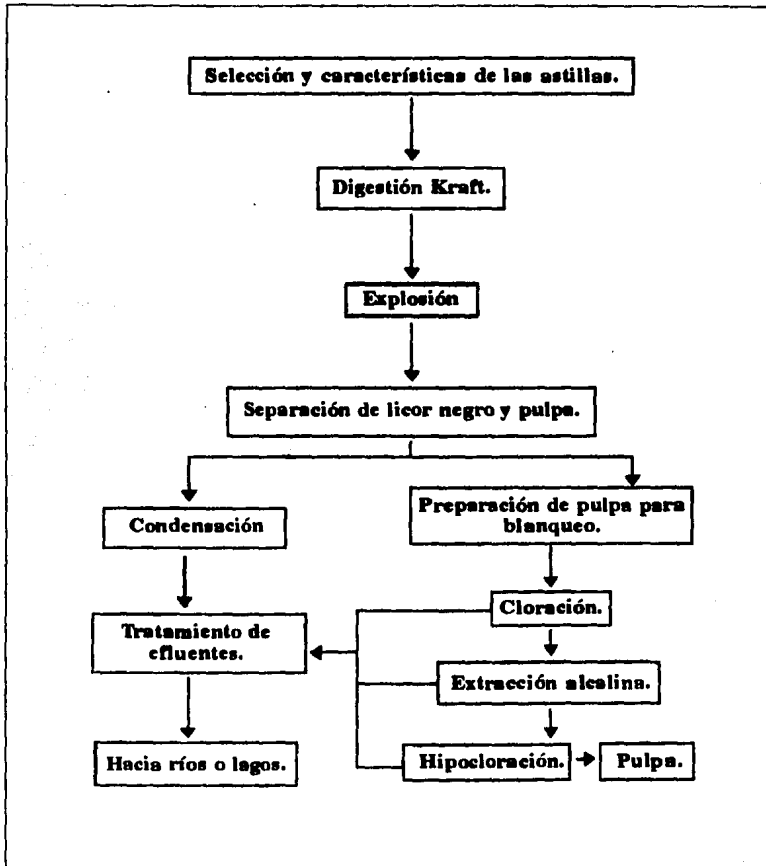 Selección y características de las astillas.
Digestión Kraft.
Explosión
Separación de licor negro y pulpa.
Condensación
Preparación de pulpa para
blanqueo.
Cloración.
Tratamiento de
efluentes.
Extracción alcalina.
Hacia ríos o lagos.
Hipocloración.
Pulpa.